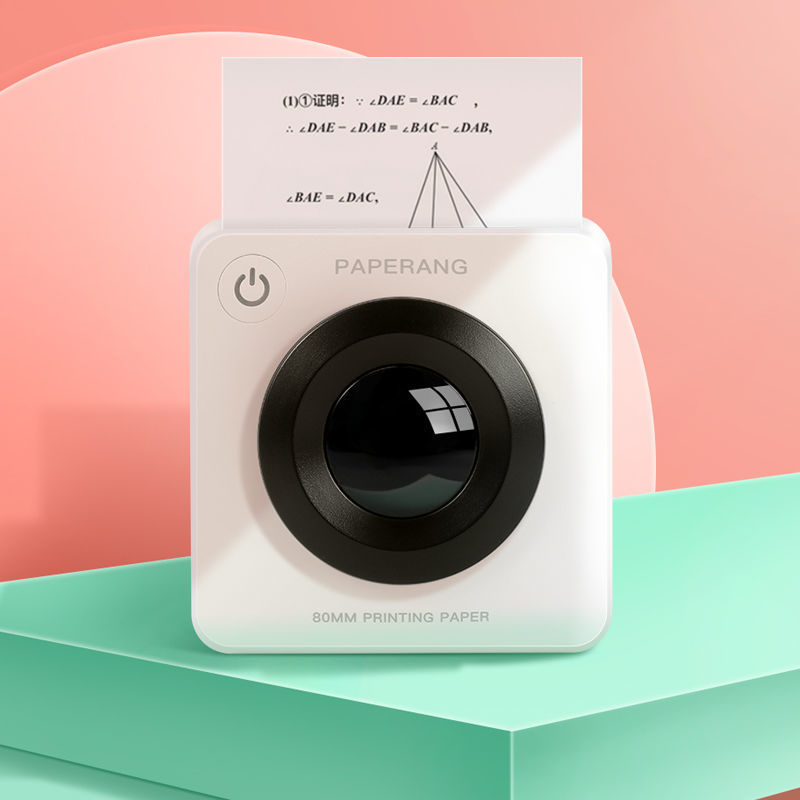 (1)①证明：∵ ∠DAE = ∠BAC ，
∴ ∠DAE − ∠DAB = ∠BAC − ∠DAB,
A
∠BAE = ∠DAC,
PAPERANG
80MM PRINTING PAPER